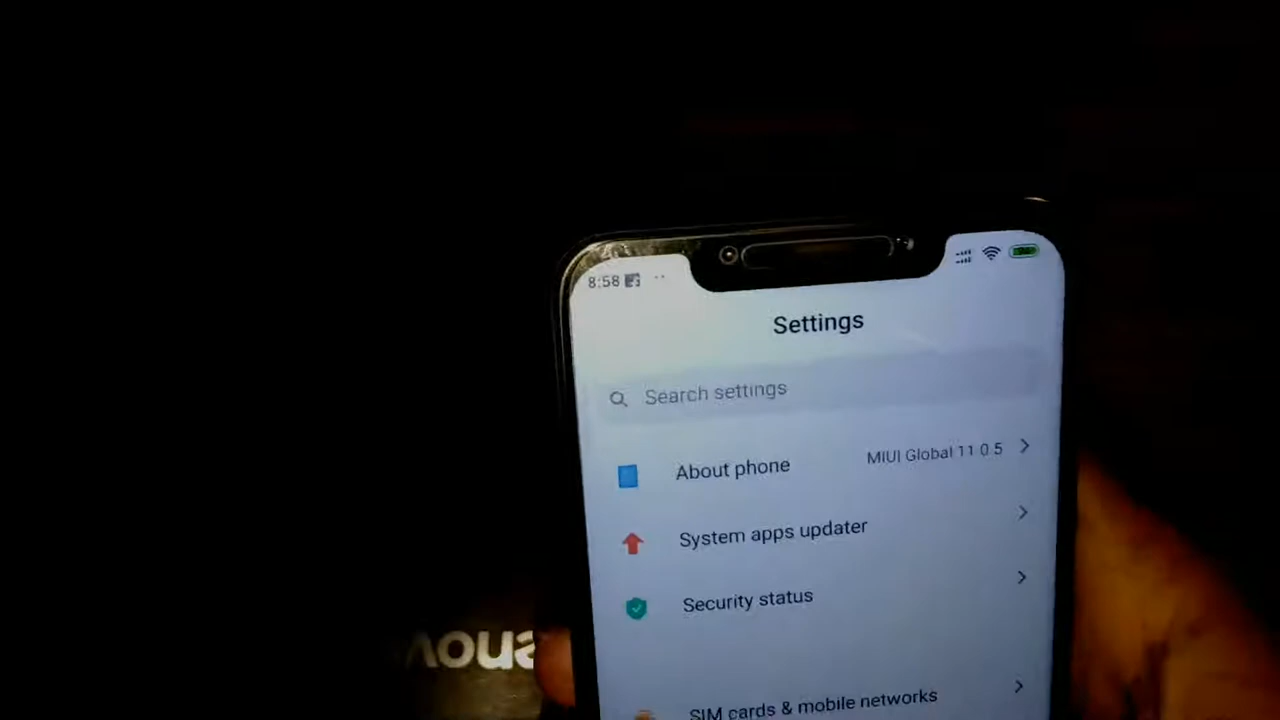 8:58
Settings
Search settings
About phone
MIUI Global 11.0.5
System apps updater
Security status
SIM cards & mobile networks